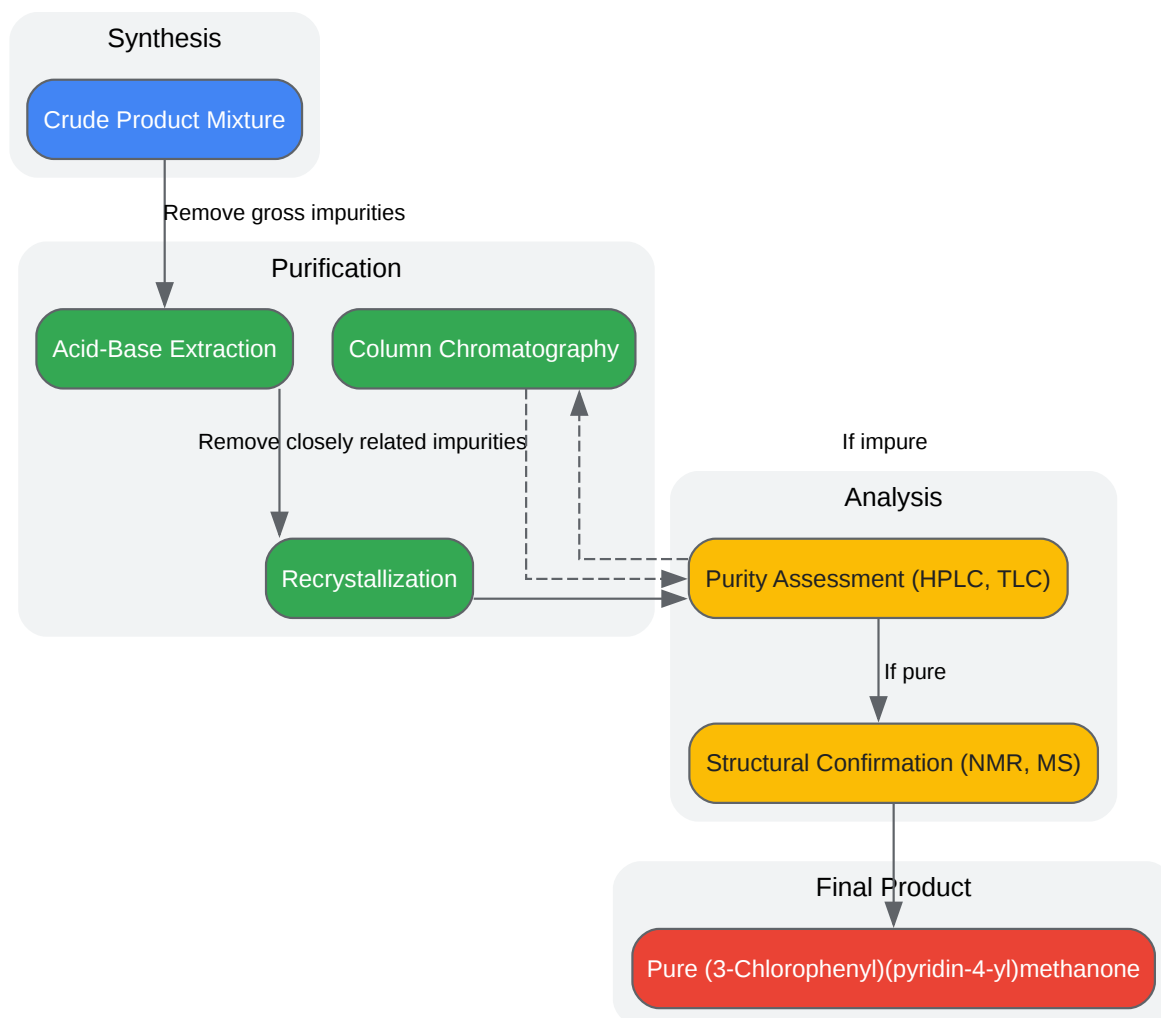 Synthesis
Crude Product Mixture
Remove gross impurities
Purification
Acid-Base Extraction
Column Chromatography
Remove closely related impurities
If impure
Analysis
Recrystallization
Purity Assessment (HPLC, TLC)
If pure
Structural Confirmation (NMR, MS)
Final Product
Pure (3-Chlorophenyl)(pyridin-4-yl)methanone